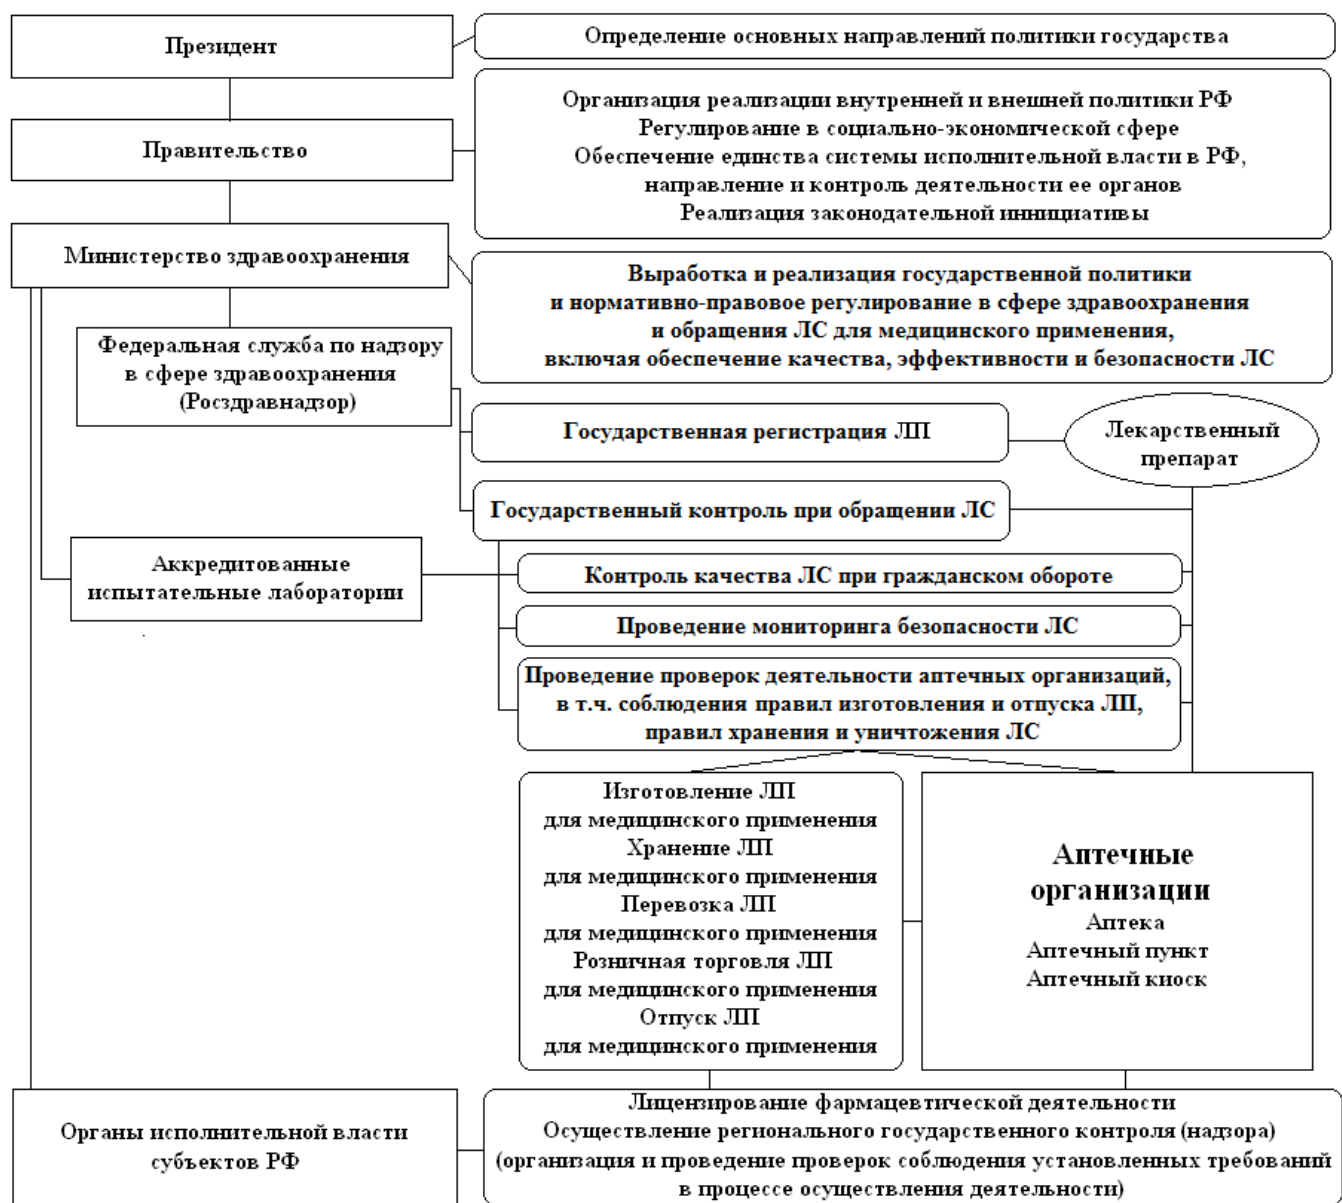 Президент
Определение основных направлений политики государства
Правительство
Организация реализации внутренней и внешней политики РФ
Регулирование в социально-экономической сфере
Обеспечение единства системы исполнительной власти в РФ,
направление и контроль деятельности ее органов
Реализация законодательной иннициативы
Министерство здравоохранения
Выработка и реализация государственной политики
и нормативно-правовое регулирование в сфере здравоохранения
и обращения ЛС для медицинского применения,
включая обеспечение качества, эффективности и безопасности ЛС
Федеральная служба по надзору
в сфере здравоохранения
(Росздравнадзор)
Государственная регистрация ЛП
Лекарственный
препарат
Государственный контроль при обращении ЛС
Аккредитованные
испытательные лаборатории
Контроль качества ЛС при гражданском обороте
Проведение мониторинга безопасности ЛС
Проведение проверок деятельности аптечных организаций,
в т.ч. соблюдения правил изготовления и отпуска ЛП,
правил хранения и уничтожения ЛС
Изготовление ЛП
для медицинского применения
Хранение ЛП
для медицинского применения
Перевозка ЛП
для медицинского применения
Розничная торговля ЛП
для медицинского применения
Отпуск ЛП
для медицинского применения
Аптечные
организации
Аптека
Аптечный пункт
Аптечный киоск
Органы исполнительной власти
субъектов РФ
Лицензирование фармацевтической деятельности
Осуществление регионального государственного контроля (надзора)
(организация и проведение проверок соблюдения установленных требований
в процессе осуществления деятельности)